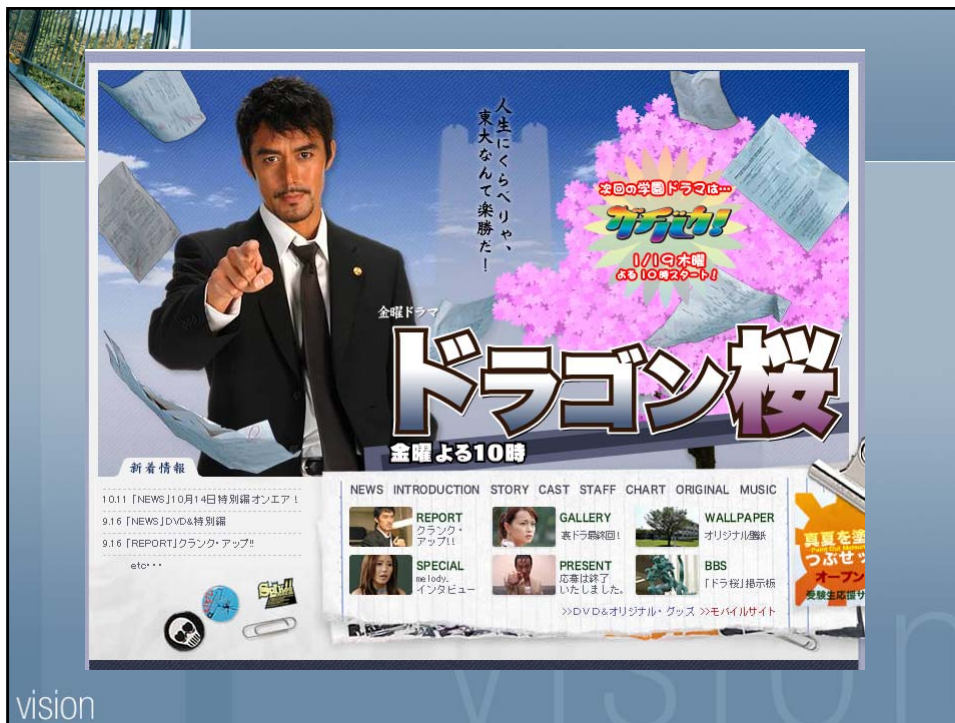 人生にくらべりゃ、
東大なんて楽勝だ!
次回の学園ドラマは…
ガチバカ!
1/19木曜
よる10時スタート!
金曜ドラマ
ドラゴン桜
金曜よる10時
新着情報
10.11「NEWS」10月14日特別編オンエア!
9.16「NEWS」DVD&特別編
9.16「REPORT」クランク・アップ!!
etc・・・
NEWS INTRODUCTION STORY CAST STAFF CHART ORIGINAL MUSIC
REPORT
クランク・
アップ!!
GALLERY
裏ドラ最終回!
WALLPAPER
オリジナル壁紙
SPECIAL
melody.
インタビュー
PRESENT
応募は終了
いたしました。
BBS
「ドラ桜」掲示板
>>DVD&オリジナル・グッズ >>モバイルサイト
真夏を塗
つぶせッ
オープン
受験生応援サ
vision
vision